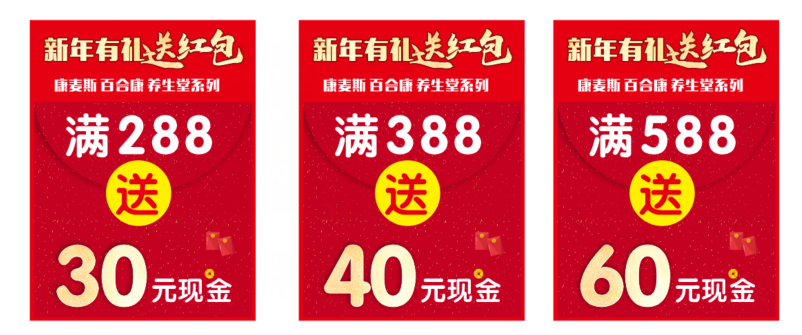 新年有礼送红包
康麦斯 百合康 养生堂系列
满288
送
30元现金
新年有礼送红包
康麦斯 百合康 养生堂系列
满388
送
40元现金
新年有礼送红包
康麦斯 百合康 养生堂系列
满588
送
60元现金